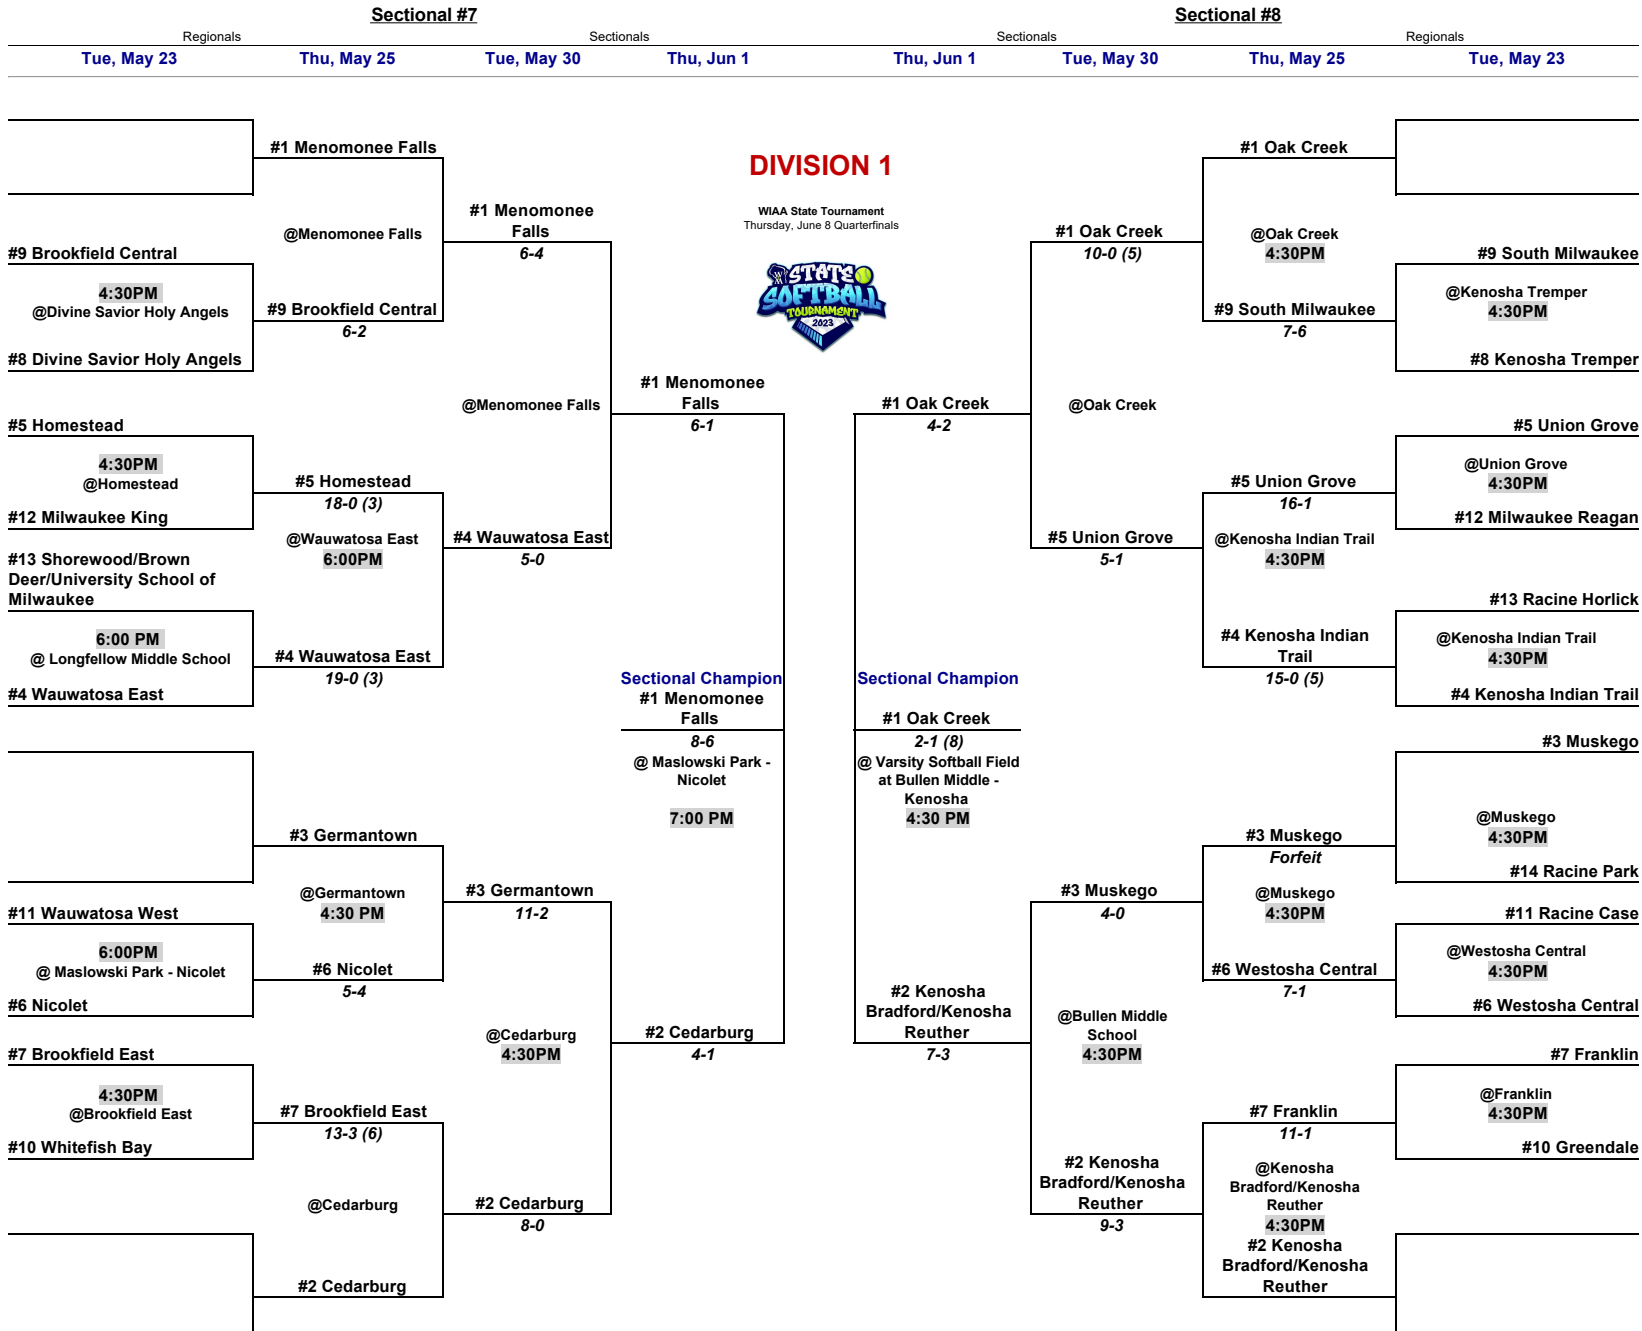 Sectional #7
Sectional #8
Regionals
Sectionals
Sectionals
Regionals
Tue, May 23
Thu, May 25
Tue, May 30
Thu, Jun 1
Thu, Jun 1
Tue, May 30
Thu, May 25
Tue, May 23
DIVISION 1
WIAA State Tournament
Thursday, June 8 Quarterfinals
STATE
SOFTBALL
TOURNAMENT
2023
#9 Brookfield Central
4:30PM
@Divine Savior Holy Angels
#8 Divine Savior Holy Angels
#5 Homestead
4:30PM
@Homestead
#12 Milwaukee King
#13 Shorewood/Brown
Deer/University School of
Milwaukee
6:00 PM
@ Longfellow Middle School
#4 Wauwatosa East
#11 Wauwatosa West
6:00PM
@ Maslowski Park - Nicolet
#6 Nicolet
#7 Brookfield East
4:30PM
@Brookfield East
#10 Whitefish Bay
#1 Menomonee Falls
@Menomonee Falls
#9 Brookfield Central
6-2
#5 Homestead
18-0 (3)
@Wauwatosa East
6:00PM
#4 Wauwatosa East
19-0 (3)
#3 Germantown
@Germantown
4:30 PM
#6 Nicolet
5-4
#7 Brookfield East
13-3 (6)
@Cedarburg
#2 Cedarburg
#1 Menomonee
Falls
6-4
@Menomonee Falls
#4 Wauwatosa East
5-0
#3 Germantown
11-2
@Cedarburg
4:30PM
#2 Cedarburg
8-0
#1 Menomonee
Falls
6-1
Sectional Champion
#1 Menomonee
Falls
8-6
@ Maslowski Park -
Nicolet
7:00 PM
#2 Cedarburg
4-1
#1 Oak Creek
4-2
Sectional Champion
#1 Oak Creek
2-1 (8)
@ Varsity Softball Field
at Bullen Middle -
Kenosha
4:30 PM
#2 Kenosha
Bradford/Kenosha
Reuther
7-3
#1 Oak Creek
10-0 (5)
@Oak Creek
#5 Union Grove
5-1
#3 Muskego
4-0
@Bullen Middle
School
4:30PM
#2 Kenosha
Bradford/Kenosha
Reuther
9-3
#1 Oak Creek
@Oak Creek
4:30PM
#9 South Milwaukee
7-6
#5 Union Grove
16-1
@Kenosha Indian Trail
4:30PM
#4 Kenosha Indian
Trail
15-0 (5)
#3 Muskego
Forfeit
@Muskego
4:30PM
#6 Westosha Central
7-1
#7 Franklin
11-1
@Kenosha
Bradford/Kenosha
Reuther
4:30PM
#2 Kenosha
Bradford/Kenosha
Reuther
#9 South Milwaukee
@Kenosha Tremper
4:30PM
#8 Kenosha Tremper
#5 Union Grove
@Union Grove
4:30PM
#12 Milwaukee Reagan
#13 Racine Horlick
@Kenosha Indian Trail
4:30PM
#4 Kenosha Indian Trail
#3 Muskego
@Muskego
4:30PM
#14 Racine Park
#11 Racine Case
@Westosha Central
4:30PM
#6 Westosha Central
#7 Franklin
@Franklin
4:30PM
#10 Greendale